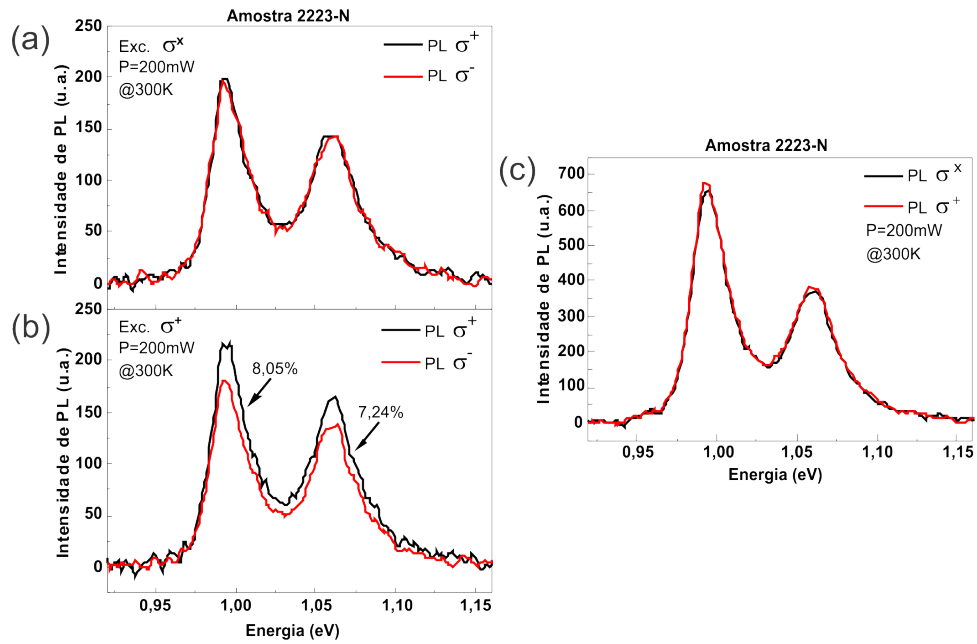 (a)
Amostra 2223-N
Exc. σˣ
P=200mW
@300K
PL σ⁺
PL σ⁻
Intensidade de PL (u.a.)
250
200
150
100
50
0
(b)
Exc. σ⁺
P=200mW
@300K
PL σ⁺
PL σ⁻
8,05%
7,24%
Intensidade de PL (u.a.)
250
200
150
100
50
0
0,95 1,00 1,05 1,10 1,15
Energia (eV)
(c)
Amostra 2223-N
PL σ ˣ
PL σ ⁺
P=200mW
@300K
Intensidade de PL (u.a.)
700
600
500
400
300
200
100
0
0,95 1,00 1,05 1,10 1,15
Energia (eV)